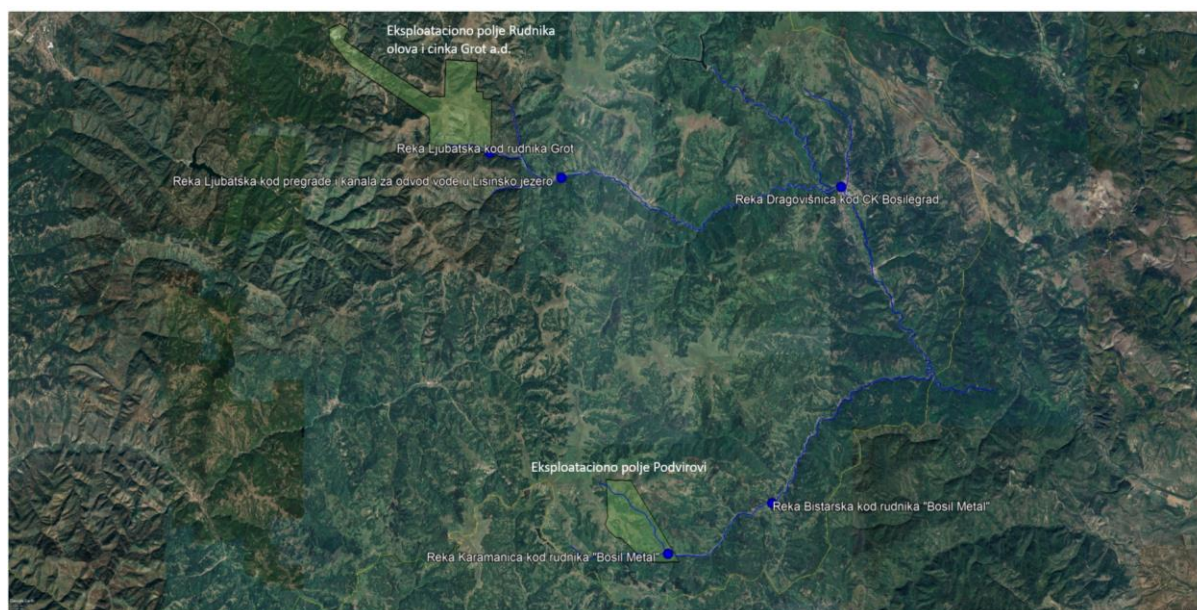 Eksploataciono polje Rudnika
olova i cinka Grot a.d.
Reka Ljubatska kod rudnika Grot
Reka Ljubatska kod pregrade i kanala za odvod vode u Lisinsko jezero
Reka Dragovišnica kod CK Bosilegrad
Eksploataciono polje Podvirovi
Reka Bistarska kod rudnika "Bosil Metal"
Reka Karamanica kod rudnika "Bosil Metal"